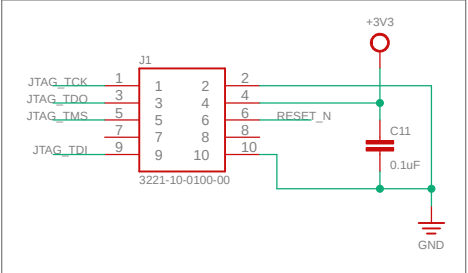 +3V3
J1
JTAG_TCK 1 1 2 2
JTAG_TDO 3 3 4 4
JTAG_TMS 5 5 6 6 RESET_N
7 7 8 8
JTAG_TDI 9 9 10 10
C11
0.1uF
3221-10-0100-00
GND